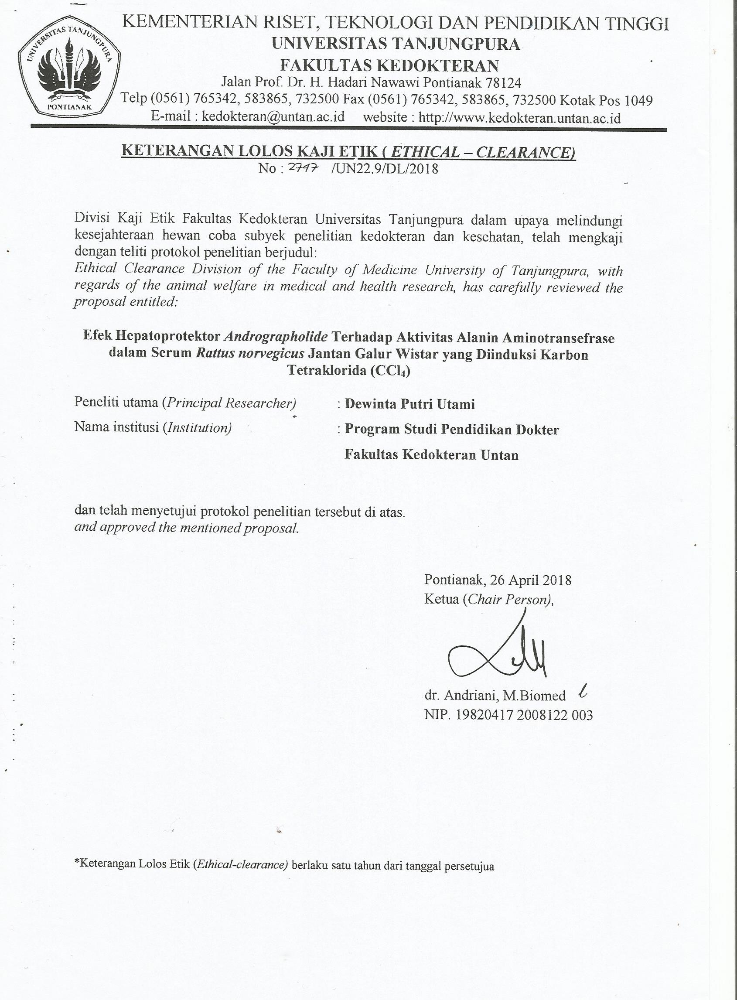 UNIVERSITAS TANJUNGPURA
PONTIANAK
KEMENTERIAN RISET, TEKNOLOGI DAN PENDIDIKAN TINGGI
UNIVERSITAS TANJUNGPURA
FAKULTAS KEDOKTERAN
Jalan Prof. Dr. H. Hadari Nawawi Pontianak 78124
Telp (0561) 765342, 583865, 732500 Fax (0561) 765342, 583865, 732500 Kotak Pos 1049
E-mail : kedokteran@untan.ac.id website : http://www.kedokteran.untan.ac.id
KETERANGAN LOLOS KAJI ETIK ( ETHICAL – CLEARANCE)
No : /UN22.9/DL/2018
Divisi Kaji Etik Fakultas Kedokteran Universitas Tanjungpura dalam upaya melindungi
kesejahteraan hewan coba subyek penelitian kedokteran dan kesehatan, telah mengkaji
dengan teliti protokol penelitian berjudul:
Ethical Clearance Division of the Faculty of Medicine University of Tanjungpura, with
regards of the animal welfare in medical and health research, has carefully reviewed the
proposal entitled:
Efek Hepatoprotektor Andrographolide Terhadap Aktivitas Alanin Aminotransefrase
dalam Serum Rattus norvegicus Jantan Galur Wistar yang Diinduksi Karbon
Tetraklorida (CCl₄)
Peneliti utama (Principal Researcher) : Dewinta Putri Utami
Nama institusi (Institution) : Program Studi Pendidikan Dokter
Fakultas Kedokteran Untan
dan telah menyetujui protokol penelitian tersebut di atas.
and approved the mentioned proposal.
Pontianak, 26 April 2018
Ketua (Chair Person),
dr. Andriani, M.Biomed
NIP. 19820417 2008122 003
*Keterangan Lolos Etik (Ethical-clearance) berlaku satu tahun dari tanggal persetujua